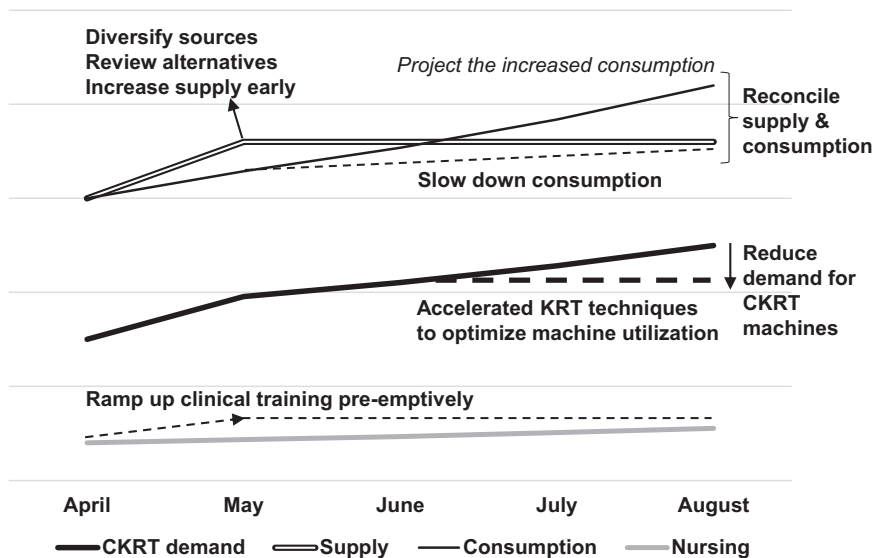 Diversify sources
Review alternatives
Increase supply early
Project the increased consumption
Reconcile
supply &
consumption
Slow down consumption
Reduce
demand for
CKRT
machines
Accelerated KRT techniques
to optimize machine utilization
Ramp up clinical training pre-emptively
April May June July August
CKRT demand Supply Consumption Nursing